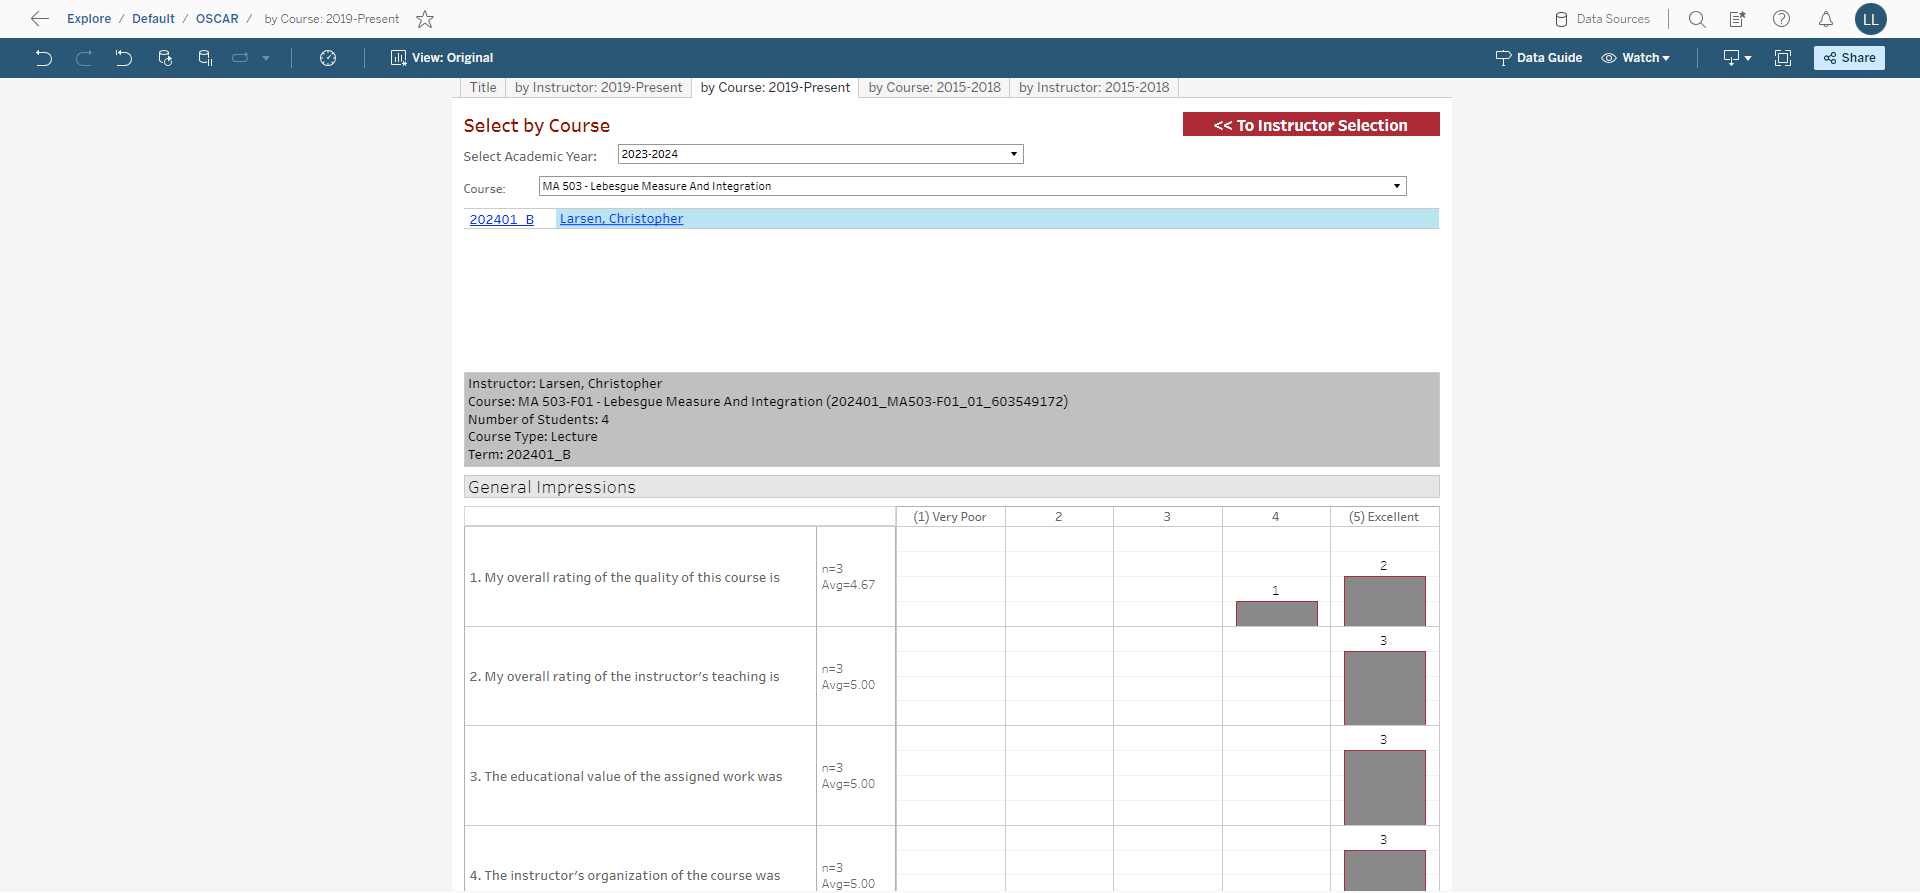 Explore / Default / OSCAR / by Course: 2019-Present
Data Sources
LL
View: Original
Data Guide
Watch
Share
Title
by Instructor: 2019-Present
by Course: 2019-Present
by Course: 2015-2018
by Instructor: 2015-2018
Select by Course
<< To Instructor Selection
Select Academic Year:
2023-2024
Course:
MA 503 - Lebesgue Measure And Integration
202401_B
Larsen, Christopher
Instructor: Larsen, Christopher
Course: MA 503-F01 - Lebesgue Measure And Integration (202401_MA503-F01_01_603549172)
Number of Students: 4
Course Type: Lecture
Term: 202401_B
General Impressions
(1) Very Poor
2
3
4
(5) Excellent
1. My overall rating of the quality of this course is
n=3
Avg=4.67
1
2
2. My overall rating of the instructor's teaching is
n=3
Avg=5.00
3
3. The educational value of the assigned work was
n=3
Avg=5.00
3
4. The instructor's organization of the course was
n=3
Avg=5.00
3